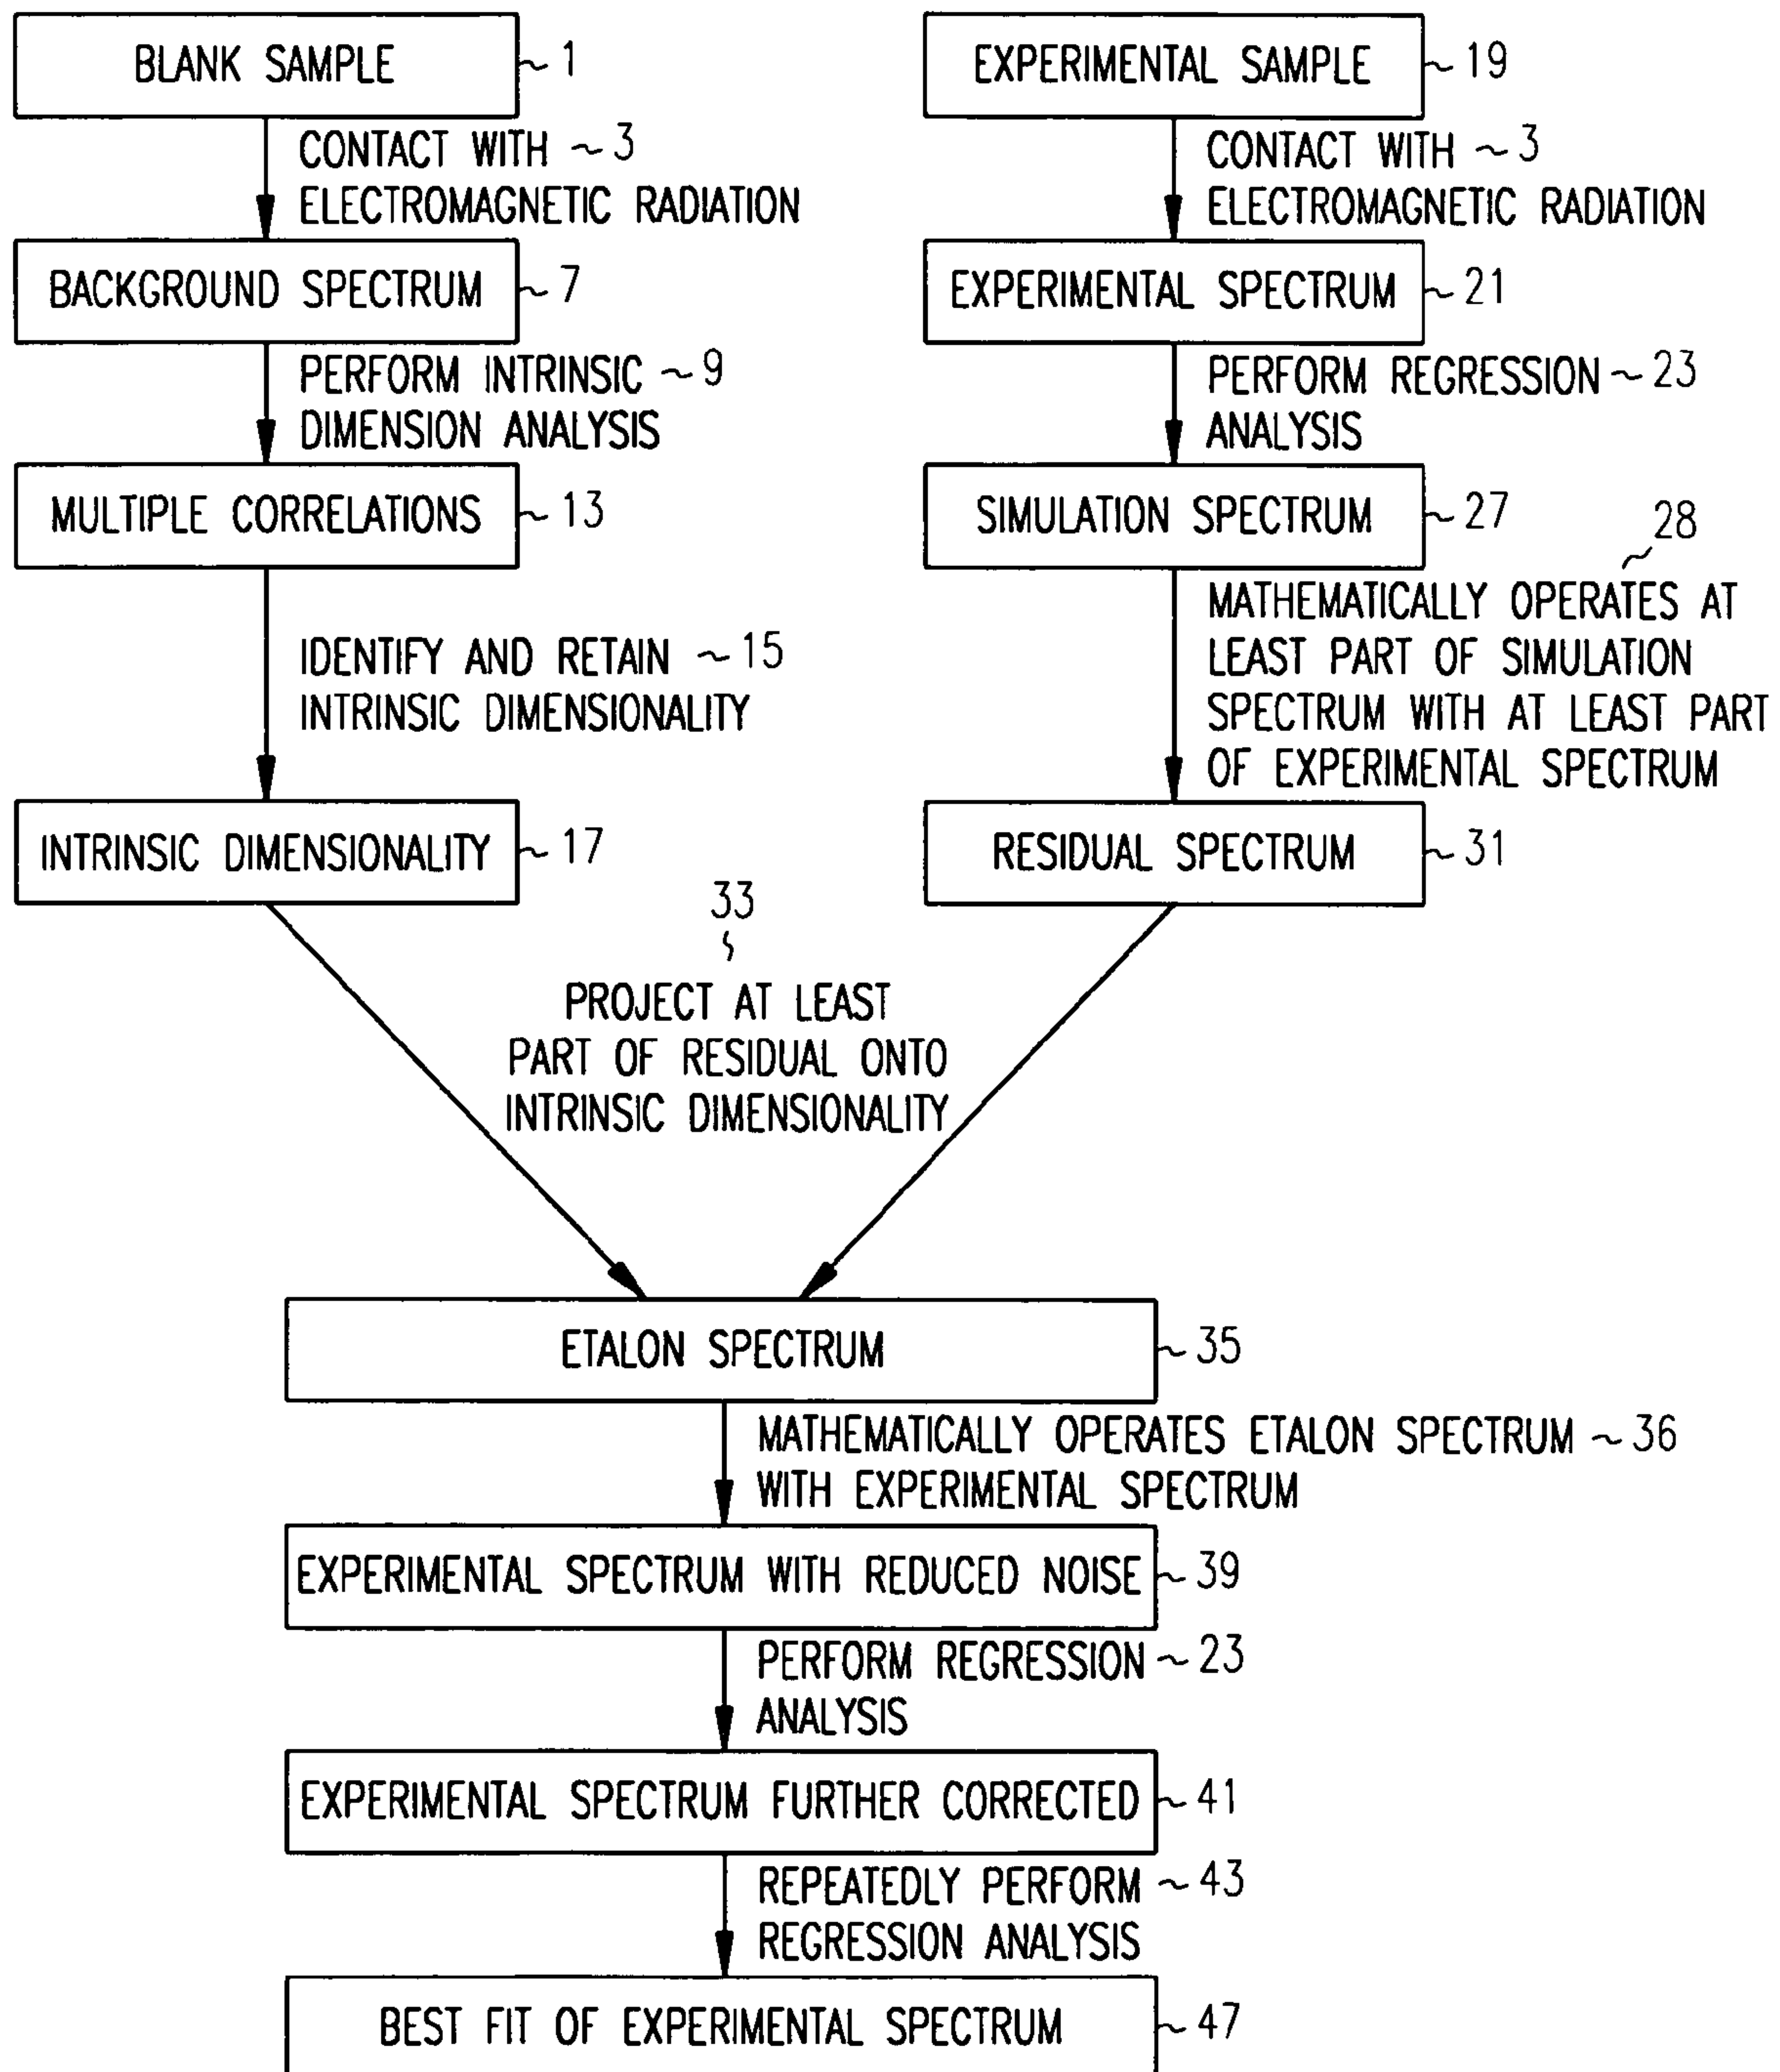 BLANK SAMPLE ~ 1
CONTACT WITH ~ 3
ELECTROMAGNETIC RADIATION
BACKGROUND SPECTRUM ~ 7
PERFORM INTRINSIC ~ 9
DIMENSION ANALYSIS
MULTIPLE CORRELATIONS ~ 13
IDENTIFY AND RETAIN ~ 15
INTRINSIC DIMENSIONALITY
INTRINSIC DIMENSIONALITY ~ 17
EXPERIMENTAL SAMPLE ~ 19
CONTACT WITH ~ 3
ELECTROMAGNETIC RADIATION
EXPERIMENTAL SPECTRUM ~ 21
PERFORM REGRESSION ~ 23
ANALYSIS
SIMULATION SPECTRUM ~ 27
28
MATHEMATICALLY OPERATES AT
LEAST PART OF SIMULATION
SPECTRUM WITH AT LEAST PART
OF EXPERIMENTAL SPECTRUM
RESIDUAL SPECTRUM ~ 31
33
PROJECT AT LEAST
PART OF RESIDUAL ONTO
INTRINSIC DIMENSIONALITY
ETALON SPECTRUM ~ 35
MATHEMATICALLY OPERATES ETALON SPECTRUM ~ 36
WITH EXPERIMENTAL SPECTRUM
EXPERIMENTAL SPECTRUM WITH REDUCED NOISE ~ 39
PERFORM REGRESSION ~ 23
ANALYSIS
EXPERIMENTAL SPECTRUM FURTHER CORRECTED ~ 41
REPEATEDLY PERFORM ~ 43
REGRESSION ANALYSIS
BEST FIT OF EXPERIMENTAL SPECTRUM ~ 47